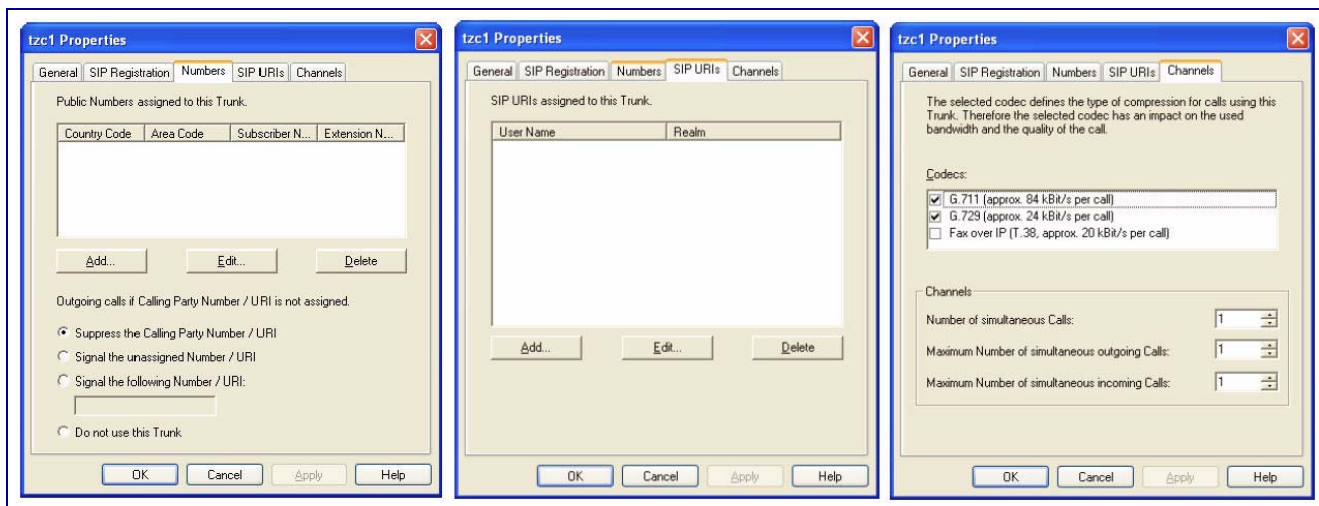 tzc1 Properties
General SIP Registration Numbers SIP URIs Channels
Public Numbers assigned to this Trunk.
Country Code Area Code Subscriber N... Extension N...
Add... Edit... Delete
Outgoing calls if Calling Party Number / URI is not assigned.
Suppress the Calling Party Number / URI
Signal the unassigned Number / URI
Signal the following Number / URI:
Do not use this Trunk
OK Cancel Apply Help
tzc1 Properties
General SIP Registration Numbers SIP URIs Channels
SIP URIs assigned to this Trunk.
User Name Realm
Add... Edit... Delete
OK Cancel Apply Help
tzc1 Properties
General SIP Registration Numbers SIP URIs Channels
The selected codec defines the type of compression for calls using this
Trunk. Therefore the selected codec has an impact on the used
bandwidth and the quality of the call.
Codecs:
G.711 (approx. 84 kBit/s per call)
G.729 (approx. 24 kBit/s per call)
Fax over IP (T.38, approx. 20 kBit/s per call)
Channels
Number of simultaneous Calls: 1
Maximum Number of simultaneous outgoing Calls: 1
Maximum Number of simultaneous incoming Calls: 1
OK Cancel Apply Help